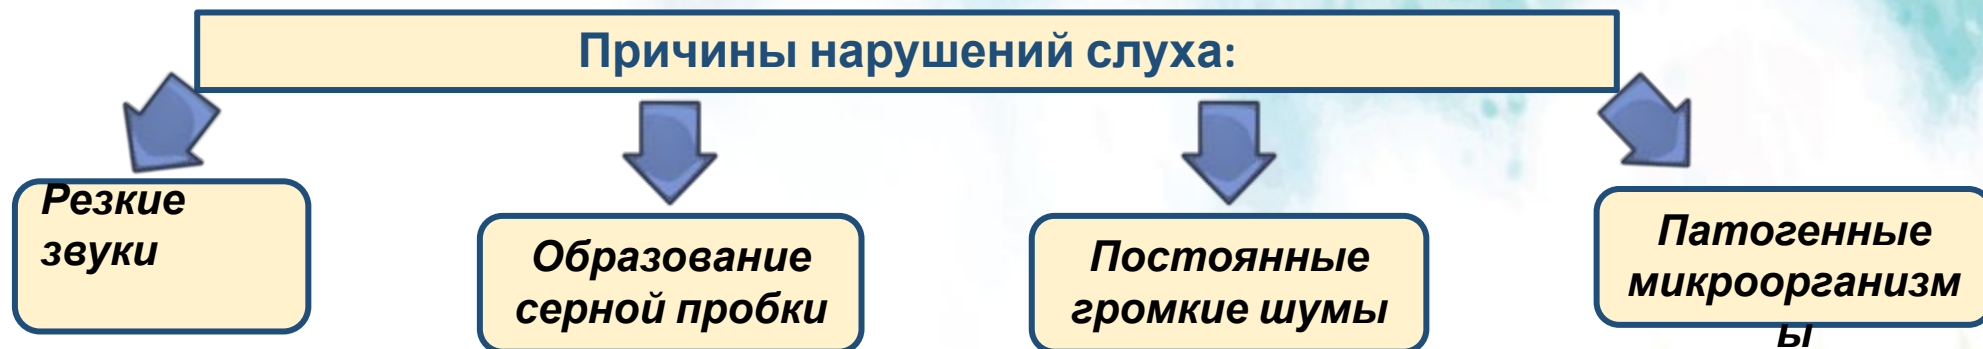 Причины нарушений слуха:
Резкие
звуки
Образование
серной пробки
Постоянные
громкие шумы
Патогенные
микроорганизм
ы